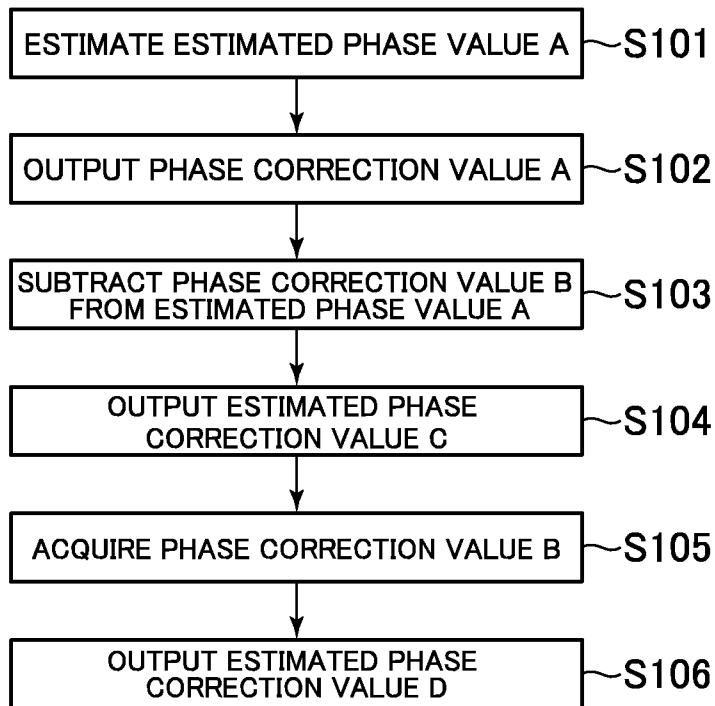 ESTIMATE ESTIMATED PHASE VALUE A
S101
OUTPUT PHASE CORRECTION VALUE A
S102
SUBTRACT PHASE CORRECTION VALUE B
FROM ESTIMATED PHASE VALUE A
S103
OUTPUT ESTIMATED PHASE
CORRECTION VALUE C
S104
ACQUIRE PHASE CORRECTION VALUE B
S105
OUTPUT ESTIMATED PHASE
CORRECTION VALUE D
S106